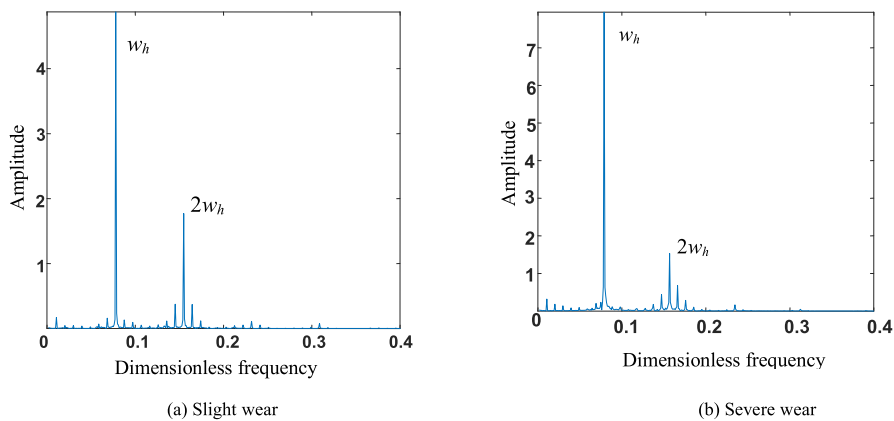 w_h
4
3
2
1
2w_h
Amplitude
0
0.1
0.2
0.3
0.4
Dimensionless frequency
(a) Slight wear
w_h
7
6
5
4
3
2
1
2w_h
Amplitude
0
0.1
0.2
0.3
0.4
Dimensionless frequency
(b) Severe wear